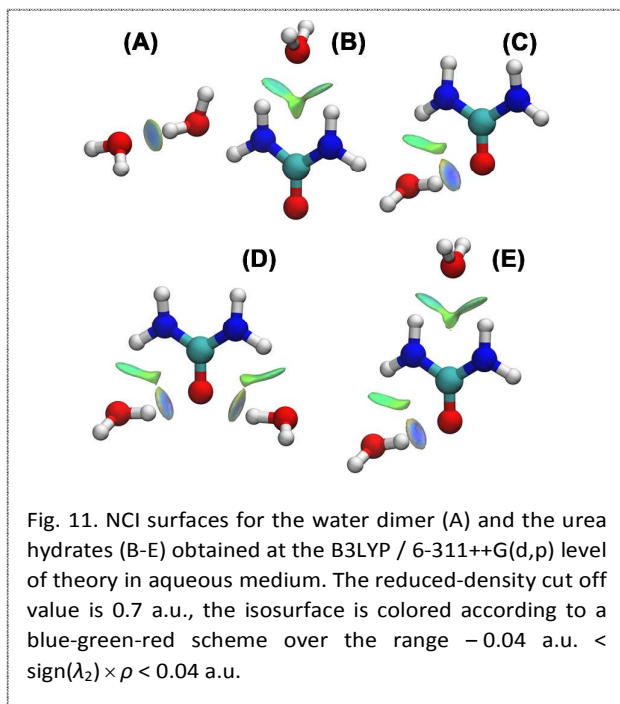 (A) (B) (C)
(D) (E)
Fig. 11. NCI surfaces for the water dimer (A) and the urea
hydrates (B-E) obtained at the B3LYP / 6-311++G(d,p) level
of theory in aqueous medium. The reduced-density cut off
value is 0.7 a.u., the isosurface is colored according to a
blue-green-red scheme over the range – 0.04 a.u. <
sign(λ₂) × ρ < 0.04 a.u.